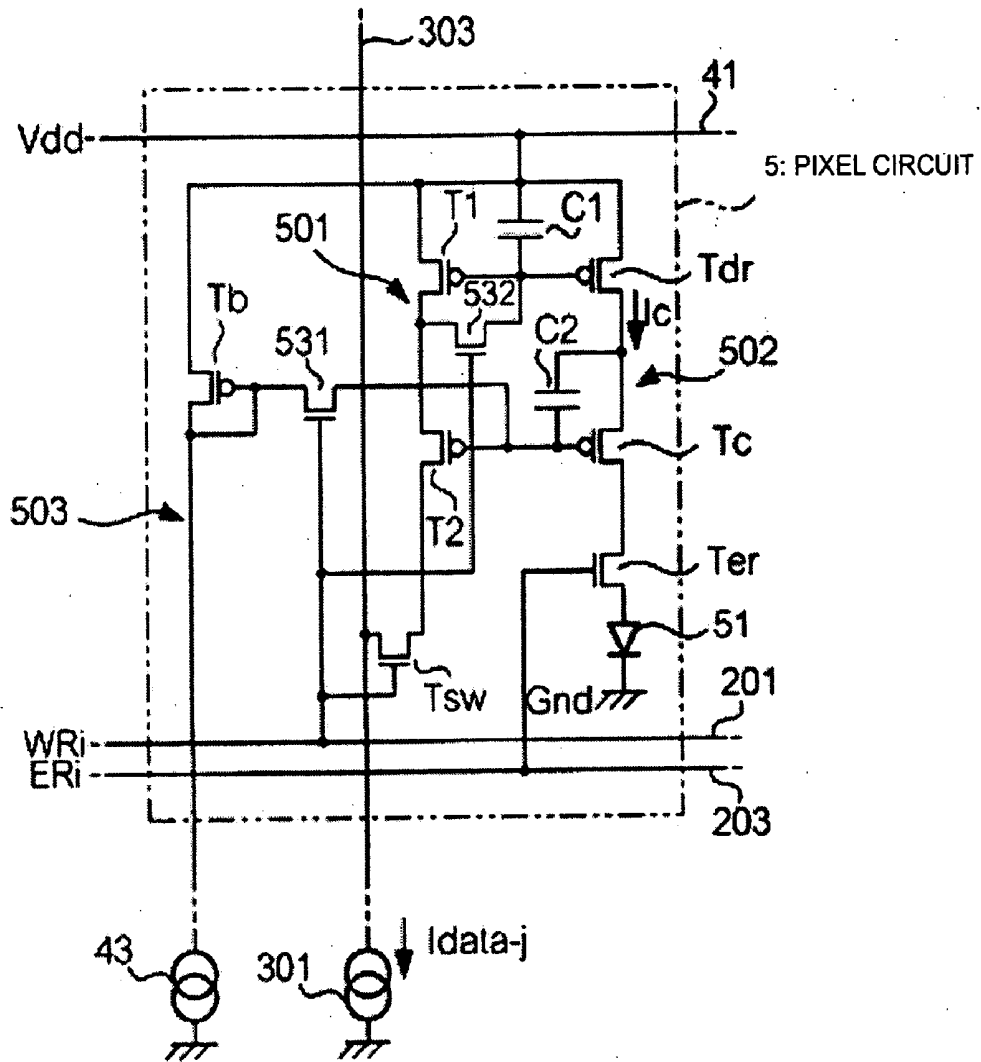 303
41
Vdd
5: PIXEL CIRCUIT
T1
C1
501
Tdr
532
Ic
Tb
531
C2
502
Tc
503
T2
Ter
51
Tsw
Gnd
201
WRi
ERi
203
43
301
Idata-j